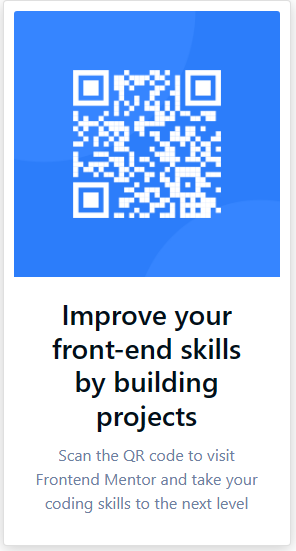 Improve your
front-end skills
by building
projects
Scan the QR code to visit
Frontend Mentor and take your
coding skills to the next level